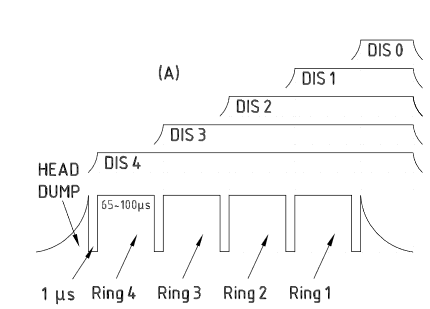 DIS 0
(A)
DIS 1
DIS 2
DIS 3
DIS 4
HEAD
DUMP
65-100µs
1 µs
Ring 4
Ring 3
Ring 2
Ring 1